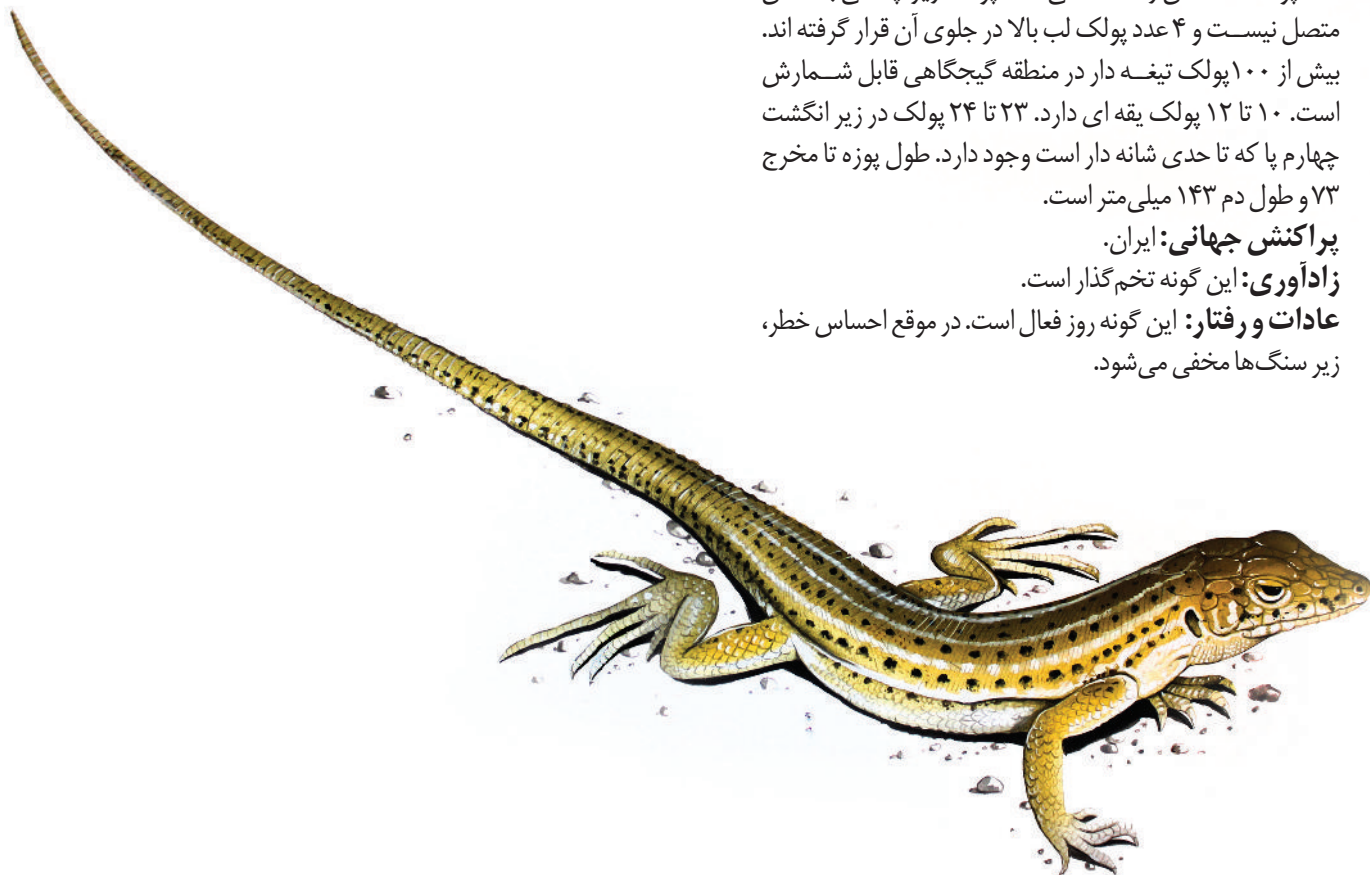 متصل نیست و ۴ عدد پولک لب بالا در جلوی آن قرار گرفته اند.
بیش از ۱۰۰ پولک تیغه دار در منطقه گیجگاهی قابل شمارش
است. ۱۰ تا ۱۲ پولک یقه ای دارد. ۲۳ تا ۲۴ پولک در زیر انگشت
چهارم پا که تا حدی شانه دار است وجود دارد. طول پوزه تا مخرج
۷۳ و طول دم ۱۴۳ میلی‌متر است.
پراکنش جهانی: ایران.
زادآوری: این گونه تخم‌گذار است.
عادات و رفتار: این گونه روز فعال است. در موقع احساس خطر،
زیر سنگ‌ها مخفی می‌شود.